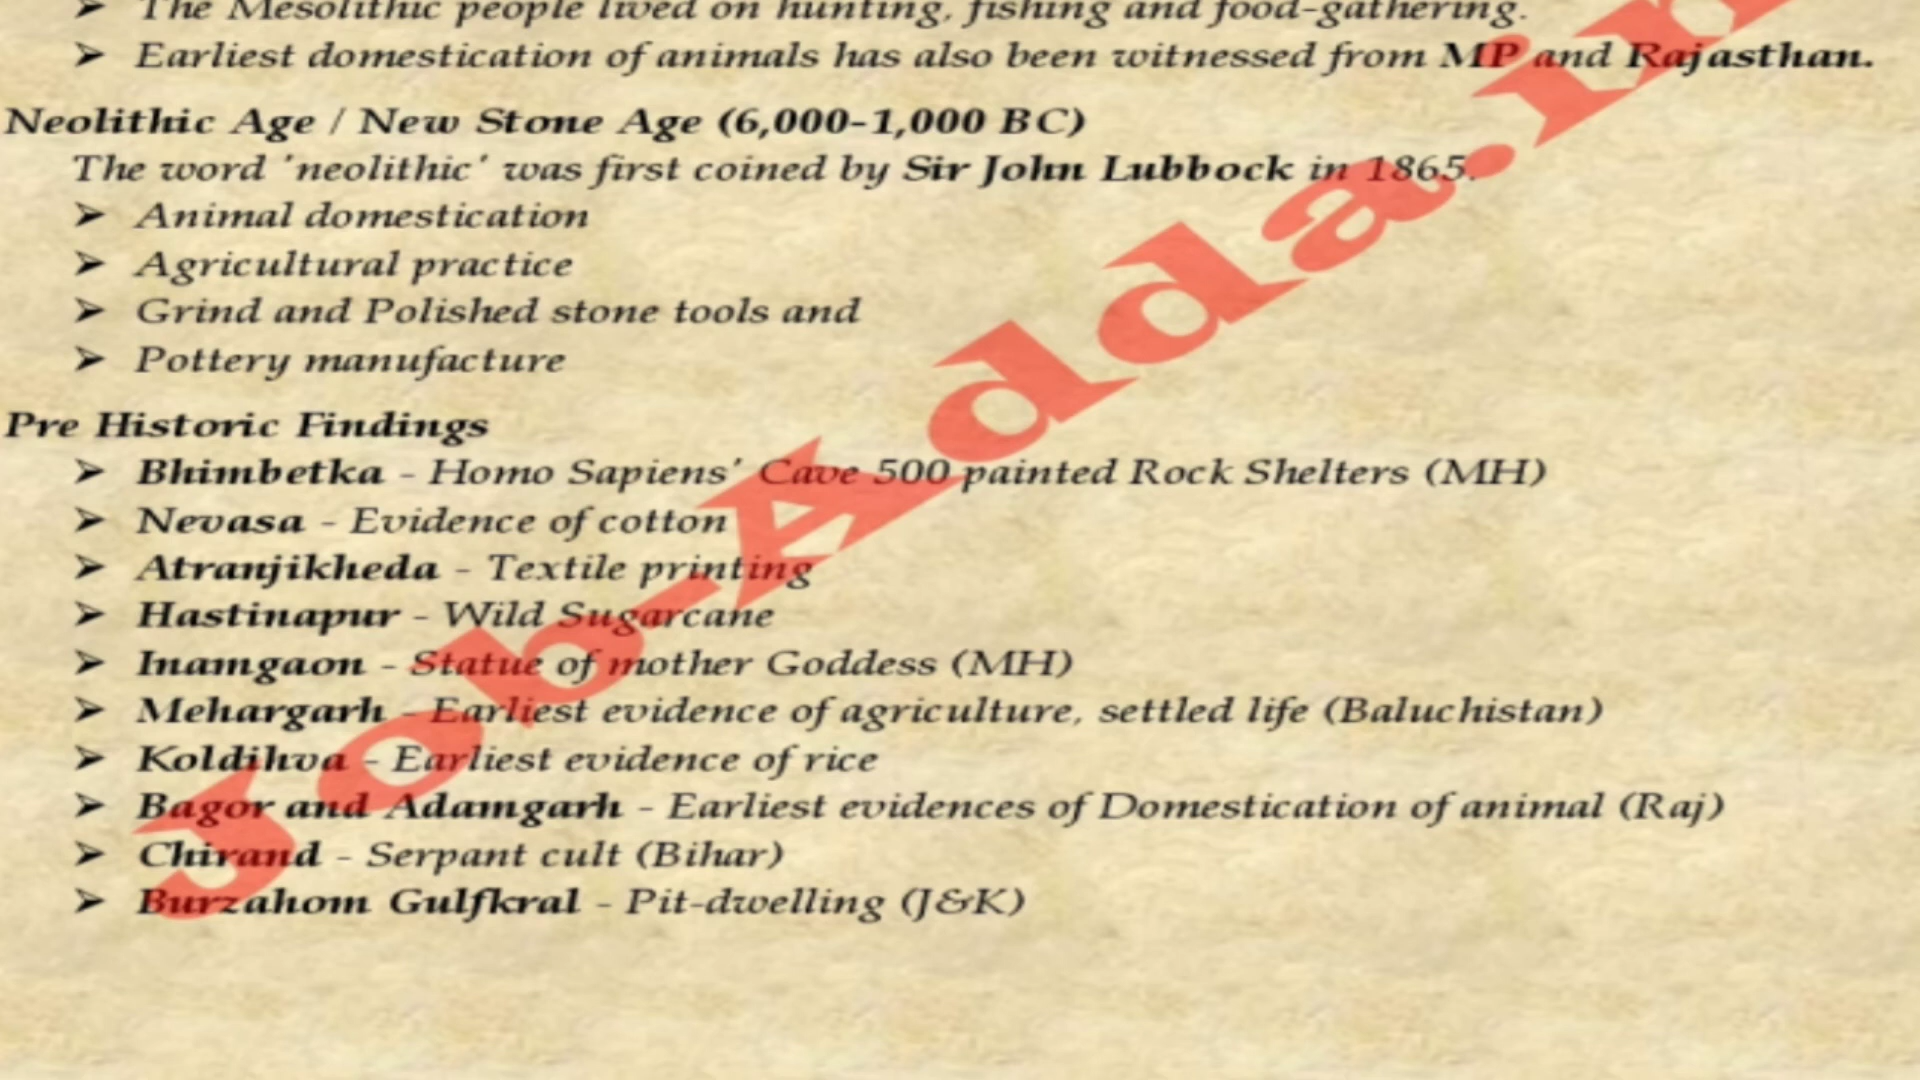 ➢ The Mesolithic people lived on hunting, fishing and food-gathering.
➢ Earliest domestication of animals has also been witnessed from MP and Rajasthan.
Neolithic Age / New Stone Age (6,000-1,000 BC)
The word 'neolithic' was first coined by Sir John Lubbock in 1865.
➢ Animal domestication
➢ Agricultural practice
➢ Grind and Polished stone tools and
➢ Pottery manufacture
Pre Historic Findings
➢ Bhimbetka - Homo Sapiens' Cave 500 painted Rock Shelters (MH)
➢ Nevasa - Evidence of cotton
➢ Atranjikheda - Textile printing
➢ Hastinapur - Wild Sugarcane
➢ Inamgaon - Statue of mother Goddess (MH)
➢ Mehargarh - Earliest evidence of agriculture, settled life (Baluchistan)
➢ Koldihva - Earliest evidence of rice
➢ Bagor and Adamgarh - Earliest evidences of Domestication of animal (Raj)
➢ Chirand - Serpant cult (Bihar)
➢ Burzahom Gulfkral - Pit-dwelling (J&K)
Job-Adda.in